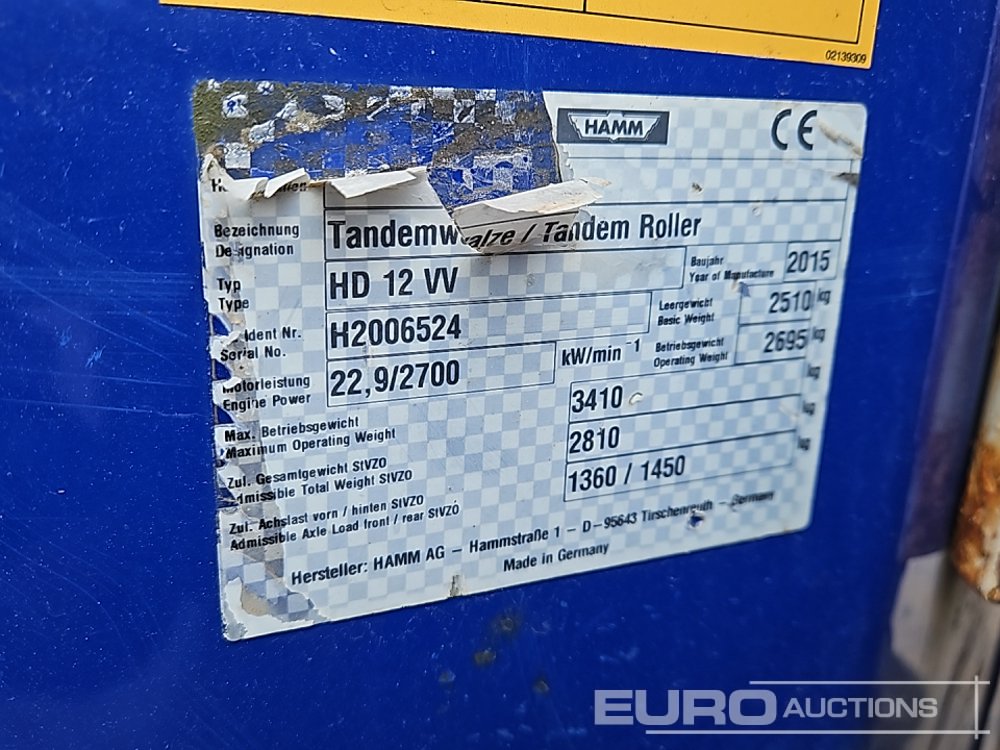 02139309
HAMM
CE
Bezeichnung
Designation
Tandemwalze / Tandem Roller
Typ
Type
HD 12 VV
Baujahr
Year of Manufacture
2015
Ident Nr.
Serial No.
H2006524
Leergewicht
Basic Weight
2510 kg
Motorleistung
Engine Power
22,9/2700
kW/min -1
Betriebsgewicht
Operating Weight
2695 kg
Max. Betriebsgewicht
Maximum Operating Weight
3410 kg
Zul. Gesamtgewicht StVZO
Admissible Total Weight StVZO
2810 kg
Zul. Achslast vorn / hinten StVZO
Admissible Axle Load front / rear StVZO
1360 / 1450 kg
Hersteller: HAMM AG – Hammstraße 1 – D–95643 Tirschenreuth – Germany
Made in Germany
EURO AUCTIONS